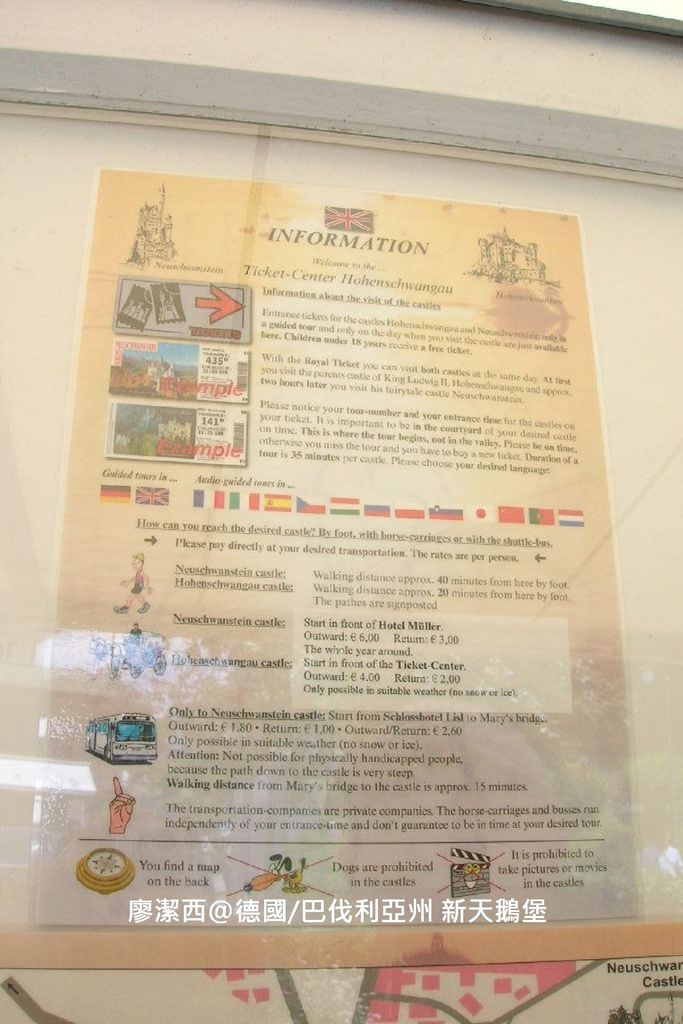 INFORMATION
Neuschwanstein
Welcome to the ...
Ticket-Center Hohenschwangau
Hohenschwangau
Information about the visit of the castles
TICKETS
Entrance tickets for the castles Hohenschwangau and Neuschwanstein only in
a guided tour and only on the day when you visit the castle are just available
here. Children under 18 years receive a free ticket.
NEUSCHWANSTEIN
435
Example
With the Royal Ticket you can visit both castles at the same day. At first
you visit the parents castle of King Ludwig II. Hohenschwangau and approx.
two hours later you visit his fairytale castle Neuschwanstein.
141
Example
Please notice your tour-number and your entrance time for the castles on
your ticket. It is important to be in the courtyard of your desired castle
on time. This is where the tour begins, not in the valley. Please be on time,
otherwise you miss the tour and you have to buy a new ticket. Duration of a
tour is 35 minutes per castle. Please choose your desired language:
Guided tours in ... Audio-guided tours in ...
How can you reach the desired castle? By foot, with horse-carriages or with the shuttle-bus.
Please pay directly at your desired transportation. The rates are per person.
Neuschwanstein castle: Walking distance approx. 40 minutes from here by foot.
Hohenschwangau castle: Walking distance approx. 20 minutes from here by foot.
The pathes are signposted
Neuschwanstein castle: Start in front of Hotel Müller.
Outward: € 6,00 Return: € 3,00
The whole year around.
Hohenschwangau castle: Start in front of the Ticket-Center.
Outward: € 4.00 Return: € 2,00
Only possible in suitable weather (no snow or ice).
Only to Neuschwanstein castle: Start from Schlosshotel Lisl to Mary's bridge.
Outward: € 1,80 • Return: € 1,00 • Outward/Return: € 2,60
Only possible in suitable weather (no snow or ice).
Attention: Not possible for physically handicapped people,
because the path down to the castle is very steep.
Walking distance from Mary's bridge to the castle is approx. 15 minutes.
The transportation-companies are private companies. The horse-carriages and busses run
independently of your entrance-time and don't guarantee to be in time at your desired tour.
You find a map
on the back
Dogs are prohibited
in the castles
It is prohibited to
take pictures or movies
in the castles
廖潔西@德國/巴伐利亞州 新天鵝堡
Neuschwan
Castle